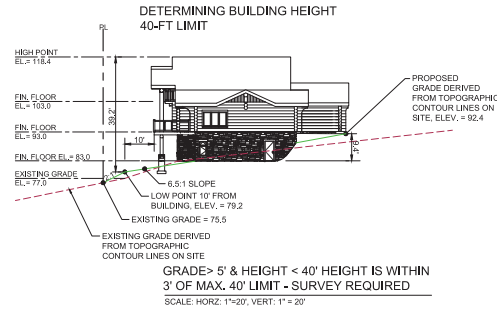 DETERMINING BUILDING HEIGHT
40-FT LIMIT
PL
HIGH POINT
EL.= 118.4
FIN. FLOOR
EL.= 103.0
FIN. FLOOR
EL.= 93.0
FIN. FLOOR EL.= 83.0
EXISTING GRADE
EL.= 77.0
39.2'
10'
9.4'
PROPOSED
GRADE DERIVED
FROM TOPOGRAPHIC
CONTOUR LINES ON
SITE, ELEV. = 92.4
6.5:1 SLOPE
LOW POINT 10' FROM
BUILDING, ELEV. = 79.2
EXISTING GRADE = 75.5
EXISTING GRADE DERIVED
FROM TOPOGRAPHIC
CONTOUR LINES ON SITE
GRADE> 5' & HEIGHT < 40' HEIGHT IS WITHIN
3' OF MAX. 40' LIMIT - SURVEY REQUIRED
SCALE: HORZ: 1"=20', VERT: 1" = 20'